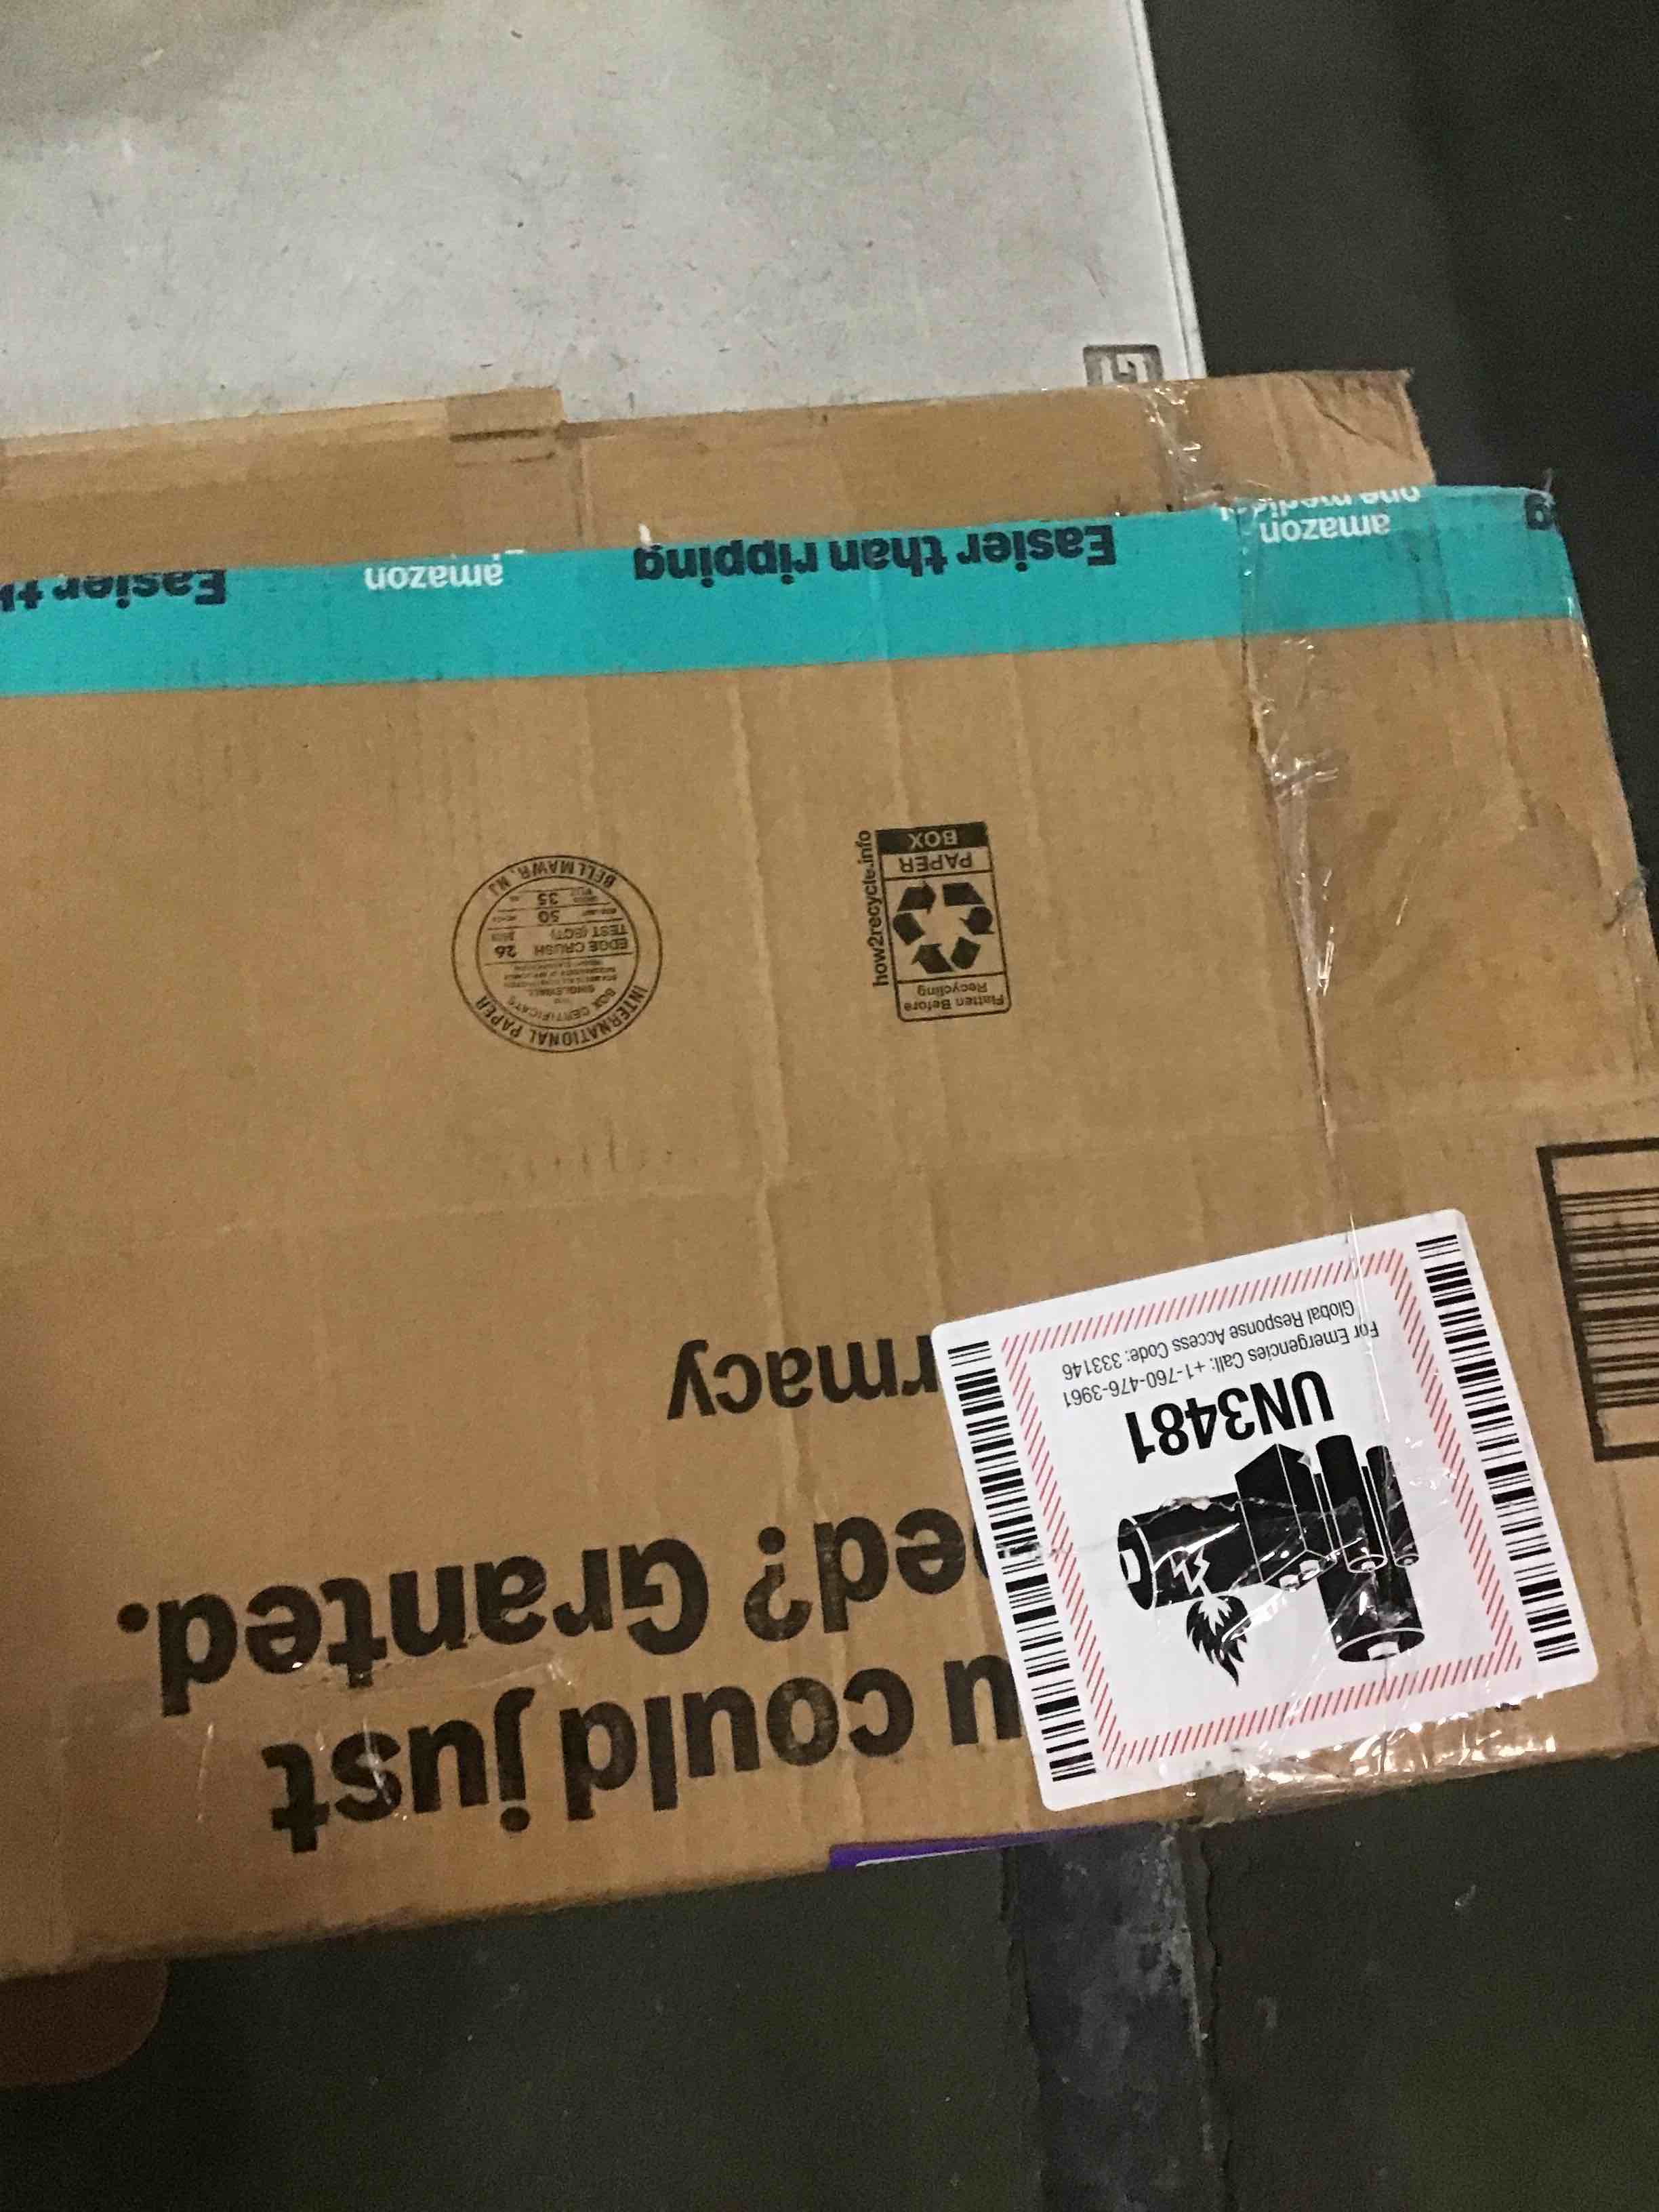 u could just
ed? Granted.
rmacy
UN3481
For Emergencies Call: +1-760-476-3961
Global Response Access Code: 333146
Flatten Before
Recycling
PAPER
BOX
how2recycle.info
INTERNATIONAL PAPER
BOX CERTIFICATE
SINGLEWALL
EDGE CRUSH
TEST (ECT)
26
50
35
BELLMAWR, NJ
amazon
one medical
Easier than ripping
amazon
Easier th
g